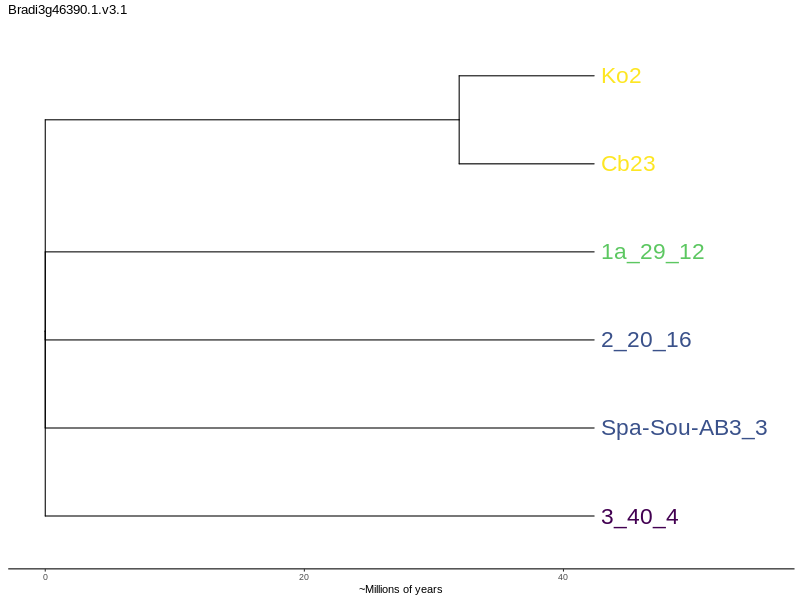 Bradi3g46390.1.v3.1
Ko2
Cb23
1a_29_12
2_20_16
Spa-Sou-AB3_3
3_40_4
0 20 40
~Millions of years